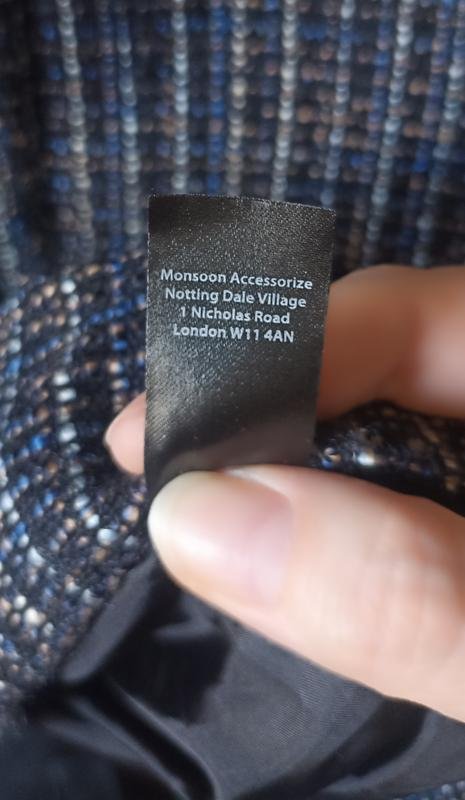 Monsoon Accessorize
Notting Dale Village
1 Nicholas Road
London W11 4AN